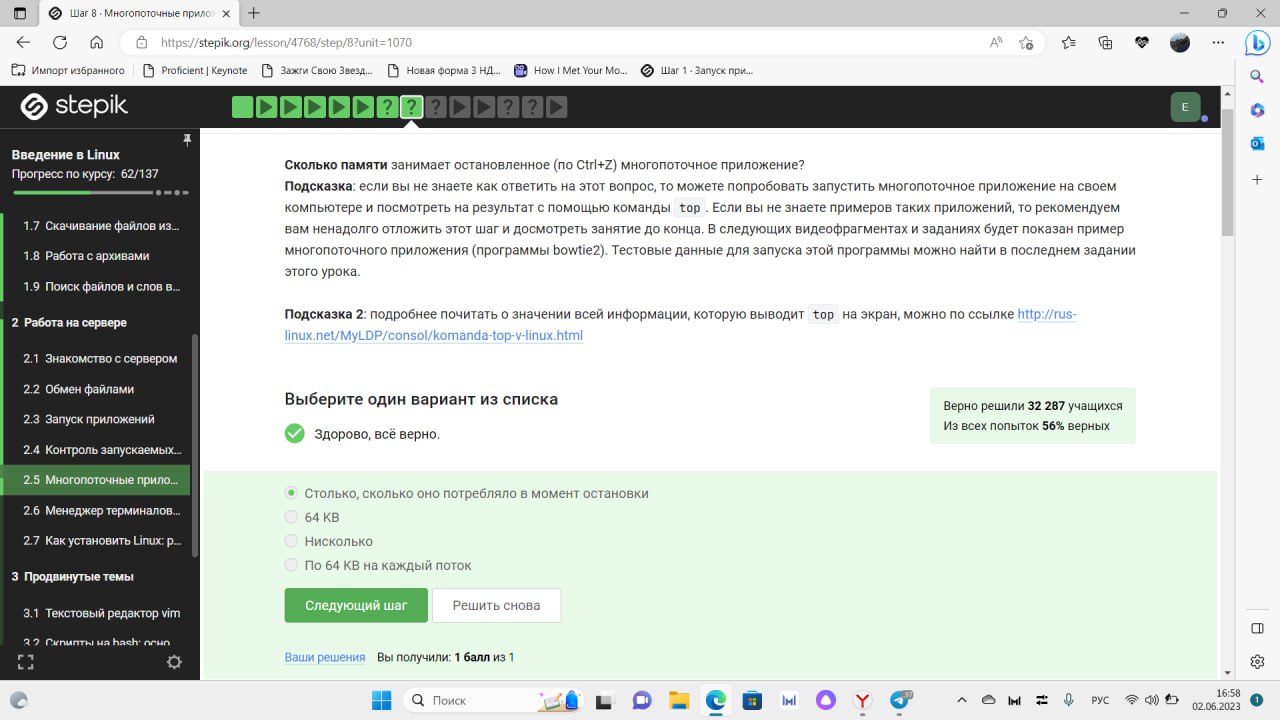 Шаг 8 · Многопоточные прилож
https://stepik.org/lesson/4768/step/8?unit=1070
Импорт избранного
Proficient | Keynote
Зажги Свою Звезд...
Новая форма 3 НД...
How I Met Your Mo...
Шаг 1 · Запуск при...
stepik
? ? ? ? ?
E
Введение в Linux
Прогресс по курсу: 62/137
1.7 Скачивание файлов из...
1.8 Работа с архивами
1.9 Поиск файлов и слов в...
2 Работа на сервере
2.1 Знакомство с сервером
2.2 Обмен файлами
2.3 Запуск приложений
2.4 Контроль запускаемых...
2.5 Многопоточные прило...
2.6 Менеджер терминалов...
2.7 Как установить Linux: р...
3 Продвинутые темы
3.1 Текстовый редактор vim
3.2 Скрипты на bash: осно
Сколько памяти занимает остановленное (по Ctrl+Z) многопоточное приложение?
Подсказка: если вы не знаете как ответить на этот вопрос, то можете попробовать запустить многопоточное приложение на своем
компьютере и посмотреть на результат с помощью команды top. Если вы не знаете примеров таких приложений, то рекомендуем
вам ненадолго отложить этот шаг и досмотреть занятие до конца. В следующих видеофрагментах и заданиях будет показан пример
многопоточного приложения (программы bowtie2). Тестовые данные для запуска этой программы можно найти в последнем задании
этого урока.
Подсказка 2: подробнее почитать о значении всей информации, которую выводит top на экран, можно по ссылке http://rus-
linux.net/MyLDP/consol/komanda-top-v-linux.html
Выберите один вариант из списка
Здорово, всё верно.
Верно решили 32 287 учащихся
Из всех попыток 56% верных
Столько, сколько оно потребляло в момент остановки
64 KB
Нисколько
По 64 KB на каждый поток
Следующий шаг
Решить снова
Ваши решения Вы получили: 1 балл из 1
Поиск
РУС
16:58
02.06.2023
1